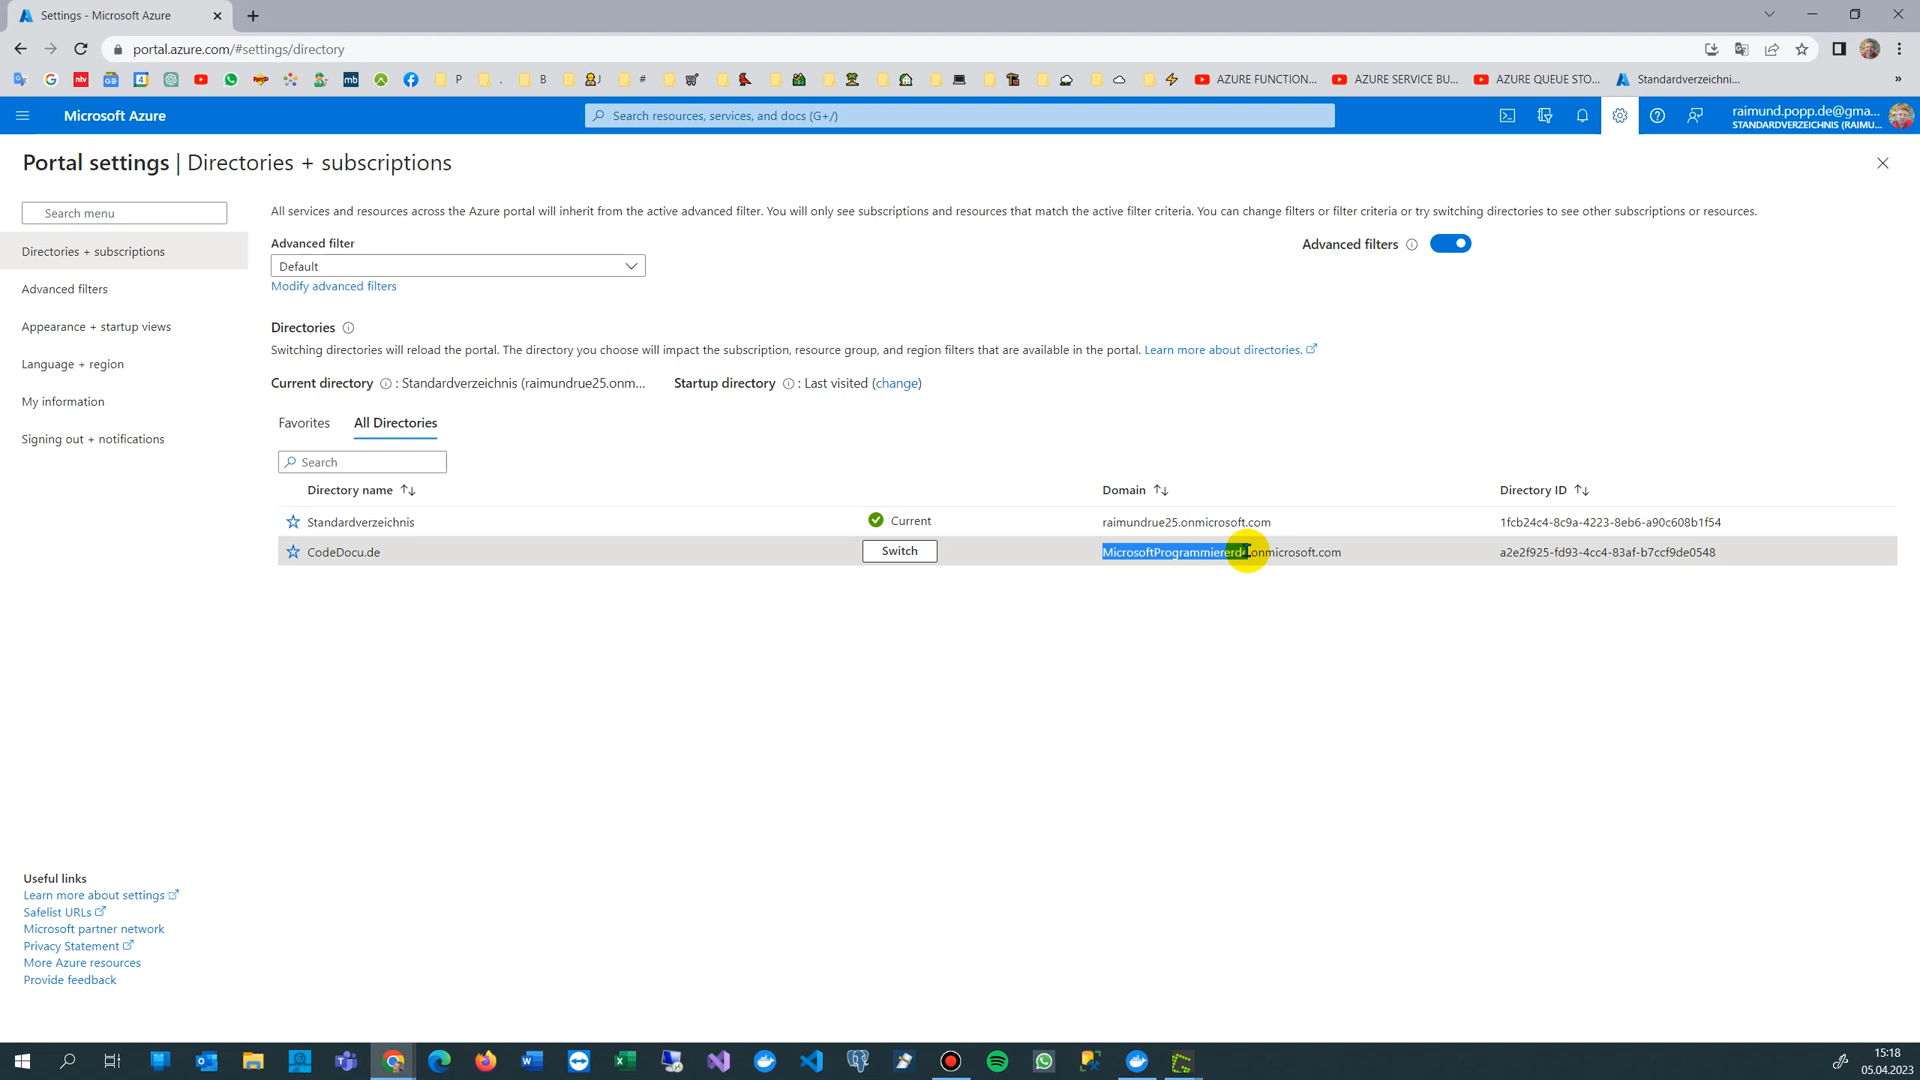 Settings - Microsoft Azure
portal.azure.com/#settings/directory
P
.
B
J
#
AZURE FUNCTION...
AZURE SERVICE BU...
AZURE QUEUE STO...
Standardverzeichni...
»
Microsoft Azure
Search resources, services, and docs (G+/)
raimund.popp.de@gma...
STANDARDVERZEICHNIS (RAIMU...
Portal settings | Directories + subscriptions
Search menu
Directories + subscriptions
Advanced filters
Appearance + startup views
Language + region
My information
Signing out + notifications
All services and resources across the Azure portal will inherit from the active advanced filter. You will only see subscriptions and resources that match the active filter criteria. You can change filters or filter criteria or try switching directories to see other subscriptions or resources.
Advanced filter
Default
Modify advanced filters
Advanced filters
Directories
Switching directories will reload the portal. The directory you choose will impact the subscription, resource group, and region filters that are available in the portal. Learn more about directories.
Current directory : Standardverzeichnis (raimundrue25.onm...
Startup directory : Last visited (change)
Favorites
All Directories
Search
Directory name
Domain
Directory ID
Standardverzeichnis
Current
raimundrue25.onmicrosoft.com
1fcb24c4-8c9a-4223-8eb6-a90c608b1f54
CodeDocu.de
Switch
MicrosoftProgrammiererd onmicrosoft.com
a2e2f925-fd93-4cc4-83af-b7ccf9de0548
Useful links
Learn more about settings
Safelist URLs
Microsoft partner network
Privacy Statement
More Azure resources
Provide feedback
15:18
05.04.2023